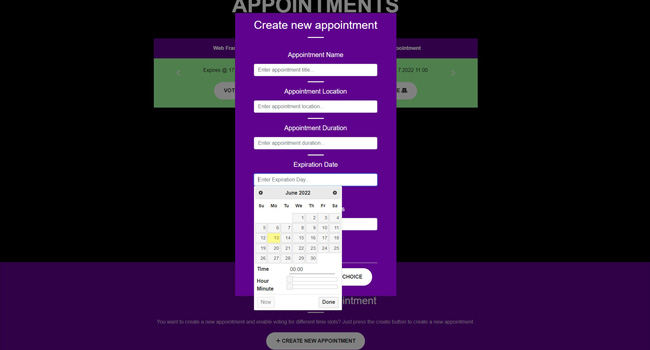 APPOINTMENTS
Create new appointment
Web Fra
pointment
Appointment Name
Expires @ 17.
Enter appointment title...
7.2022 11:00
VOT
E
Appointment Location
Enter appointment location...
Appointment Duration
Enter appointment duration...
Expiration Date
Enter Expiration Day...
June 2022
Su Mo Tu We Th Fr Sa
1 2 3 4
5 6 7 8 9 10 11
12 13 14 15 16 17 18
19 20 21 22 23 24 25
26 27 28 29 30
Time 00:00
Hour
Minute
CHOICE
Now Done
ntment
You want to create a new appointment and enable voting for different time slots? Just press the create button to create a new appointment
+ CREATE NEW APPOINTMENT